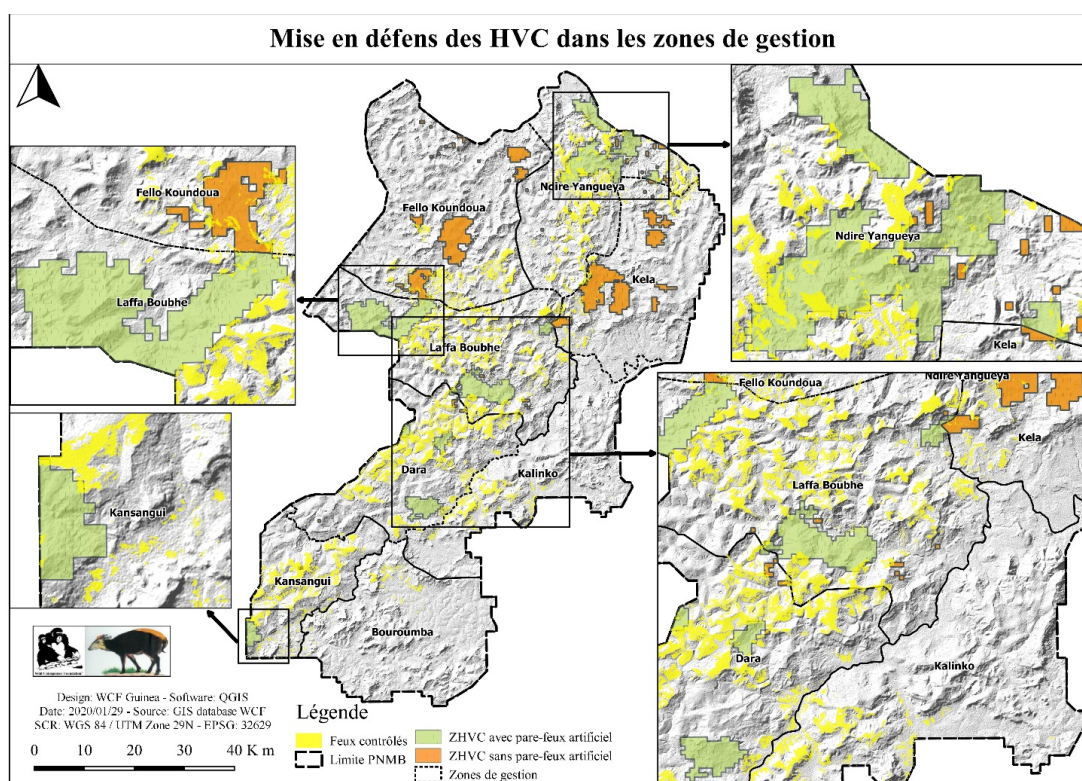 Mise en défens des HVC dans les zones de gestion
Fello Koundoua
Laffa Boubhe
Kansangui
Ndire Yangueya
Fello Koundoua
Kela
Laffa Boubhe
Dara
Kalinko
Kansangui
Bouroumba
Ndire Yangueya
Kela
Fello Koundoua
Ndire Yangueya
Kela
Laffa Boubhe
Dara
Kalinko
Design: WCF Guinea - Software: QGIS
Date: 2020/01/29 - Source: GIS database WCF
SCR: WGS 84 / UTM Zone 29N - EPSG: 32629
0 10 20 30 40 K m
Légende
Feux contrôlés
Limite PNMB
ZHVC avec pare-feux artificiel
ZHVC sans pare-feux artificiel
Zones de gestion